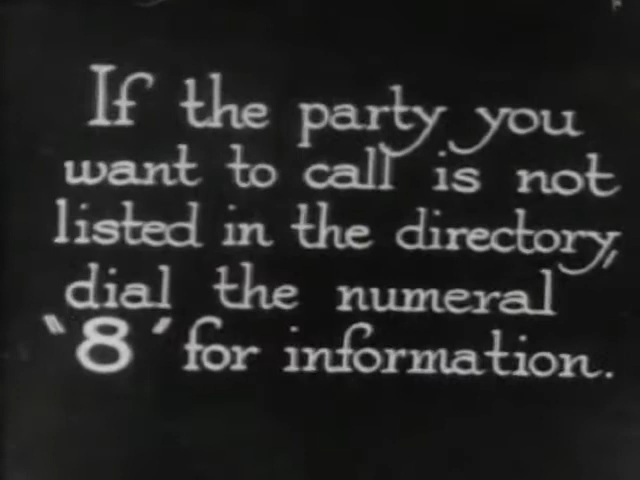 If the party you
want to call is not
listed in the directory,
dial the numeral
"8" for information.